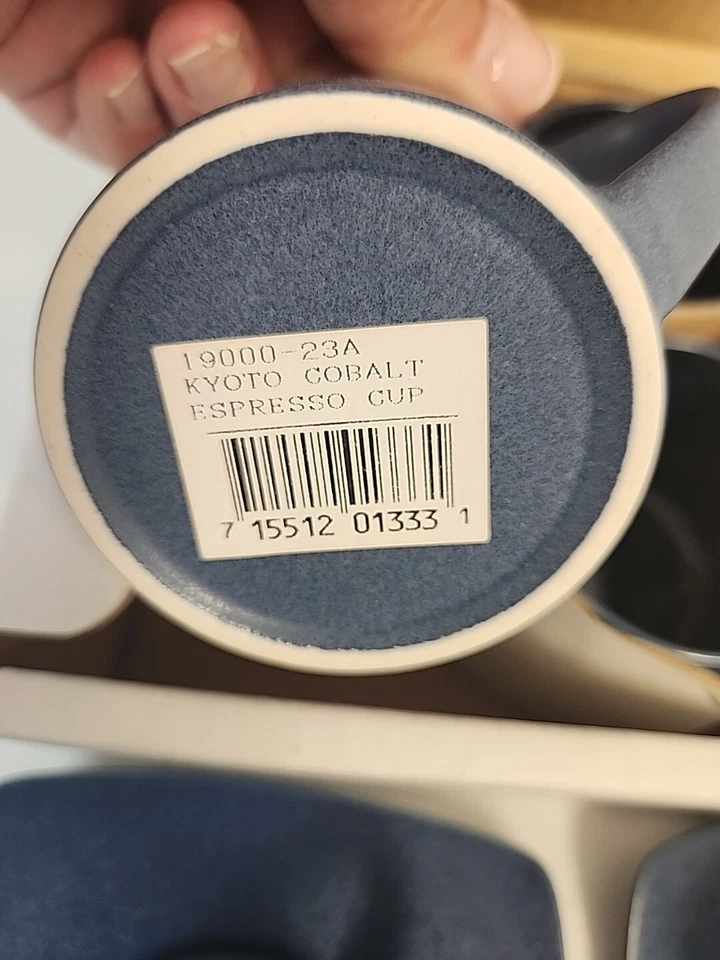 19000-23A
KYOTO COBALT
ESPRESSO CUP
7 15512 01333 1